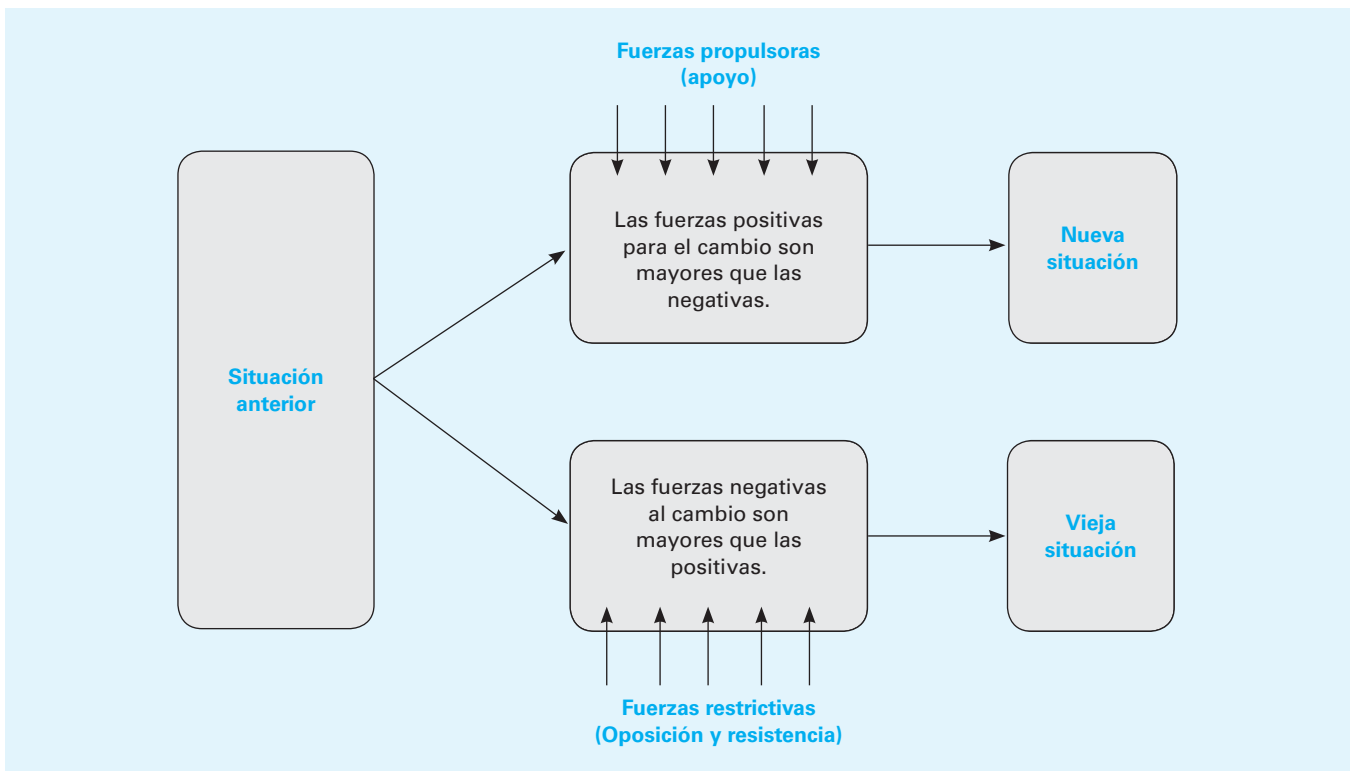 Fuerzas propulsoras
(apoyo)
Las fuerzas positivas
para el cambio son
mayores que las
negativas.
Nueva
situación
Situación
anterior
Las fuerzas negativas
al cambio son
mayores que las
positivas.
Vieja
situación
Fuerzas restrictivas
(Oposición y resistencia)